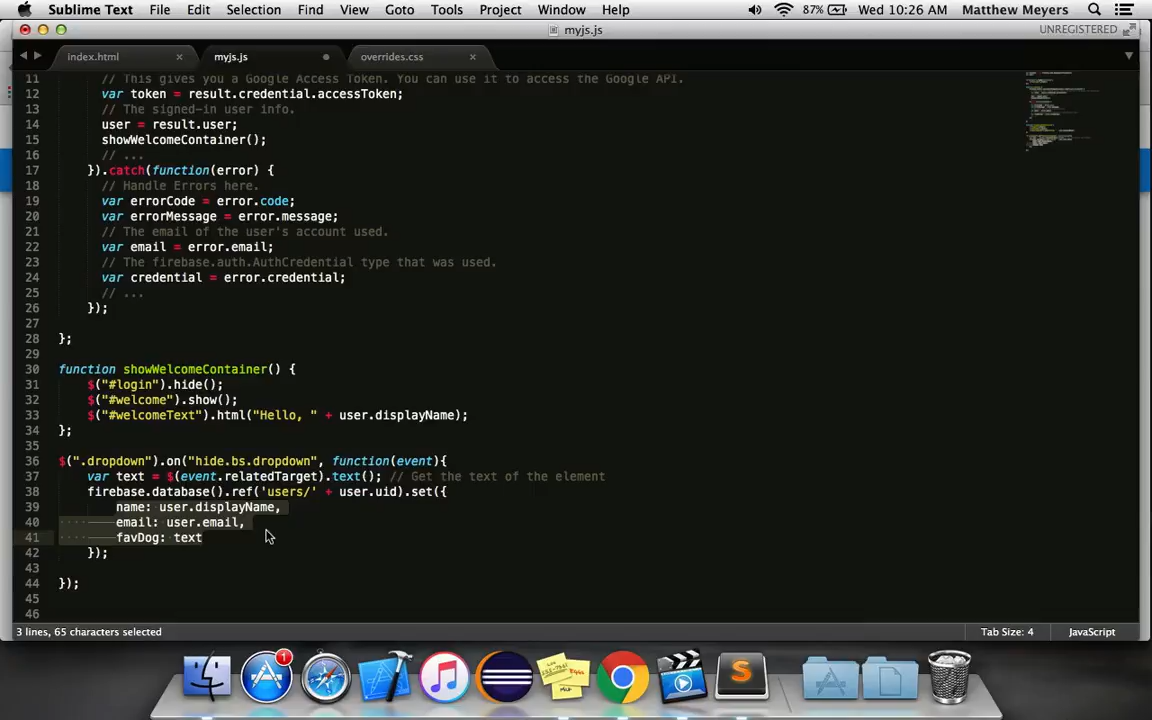 Sublime Text File Edit Selection Find View Goto Tools Project Window Help 87% Wed 10:26 AM Matthew Meyers
myjs.js UNREGISTERED
index.html myjs.js overrides.css
11 // This gives you a Google Access Token. You can use it to access the Google API.
12 var token = result.credential.accessToken;
13 // The signed-in user info.
14 user = result.user;
15 showWelcomeContainer();
16 // ...
17 }).catch(function(error) {
18 // Handle Errors here.
19 var errorCode = error.code;
20 var errorMessage = error.message;
21 // The email of the user's account used.
22 var email = error.email;
23 // The firebase.auth.AuthCredential type that was used.
24 var credential = error.credential;
25 // ...
26 });
27
28 };
29
30 function showWelcomeContainer() {
31 $("#login").hide();
32 $("#welcome").show();
33 $("#welcomeText").html("Hello, " + user.displayName);
34 };
35
36 $(".dropdown").on("hide.bs.dropdown", function(event){
37 var text = $(event.relatedTarget).text(); // Get the text of the element
38 firebase.database().ref('users/' + user.uid).set({
39 name: user.displayName,
40 email: user.email,
41 favDog: text
42 });
43
44 });
45
46
3 lines, 65 characters selected Tab Size: 4 JavaScript
1